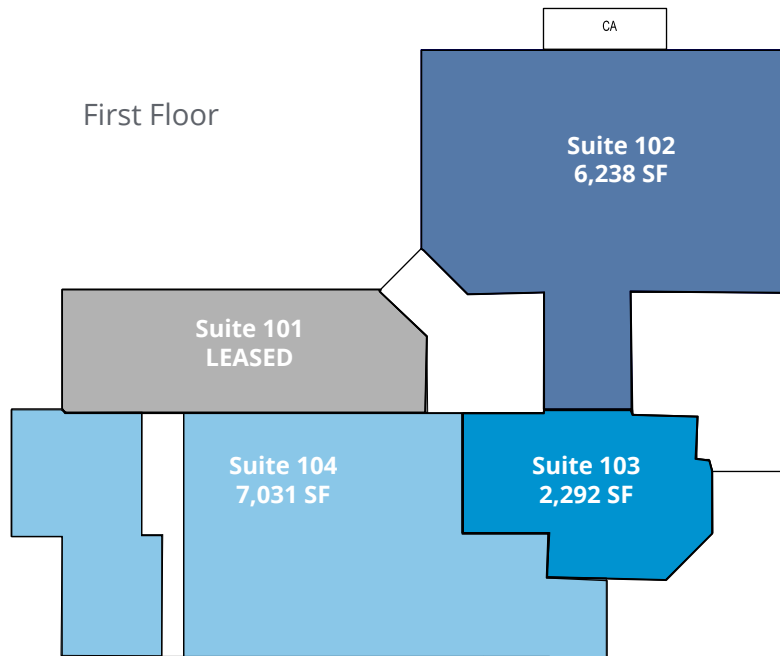 CA
First Floor
Suite 102
6,238 SF
Suite 101
LEASED
Suite 104
7,031 SF
Suite 103
2,292 SF